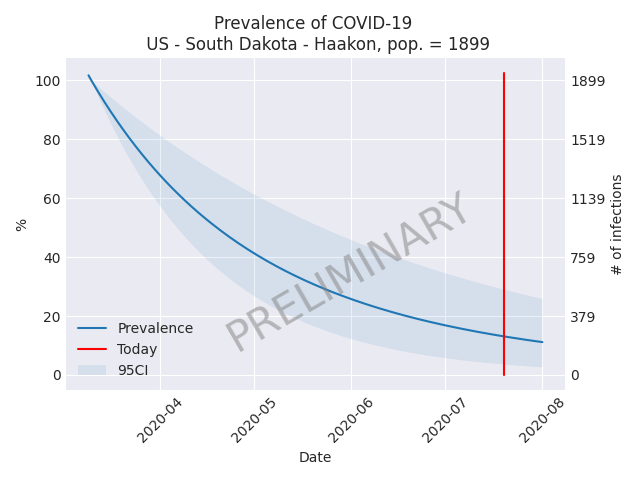 Prevalence of COVID-19
US - South Dakota - Haakon, pop. = 1899
100
80
60
40
20
0
%
1899
1519
1139
759
379
0
# of infections
PRELIMINARY
Prevalence
Today
95CI
2020-04
2020-05
2020-06
2020-07
2020-08
Date